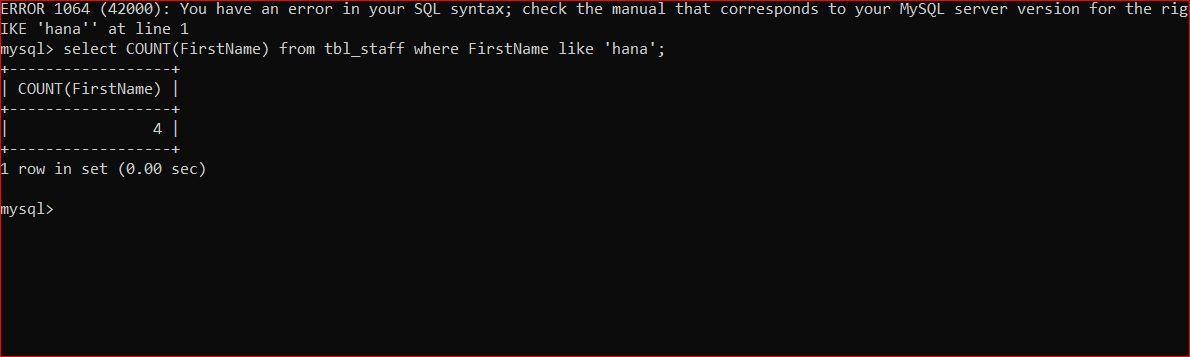 ERROR 1064 (42000): You have an error in your SQL syntax; check the manual that corresponds to your MySQL server version for the rig
IKE 'hana'' at line 1
mysql> select COUNT(FirstName) from tbl_staff where FirstName like 'hana';
+------------------+
| COUNT(FirstName) |
+------------------+
|                4 |
+------------------+
1 row in set (0.00 sec)
mysql>